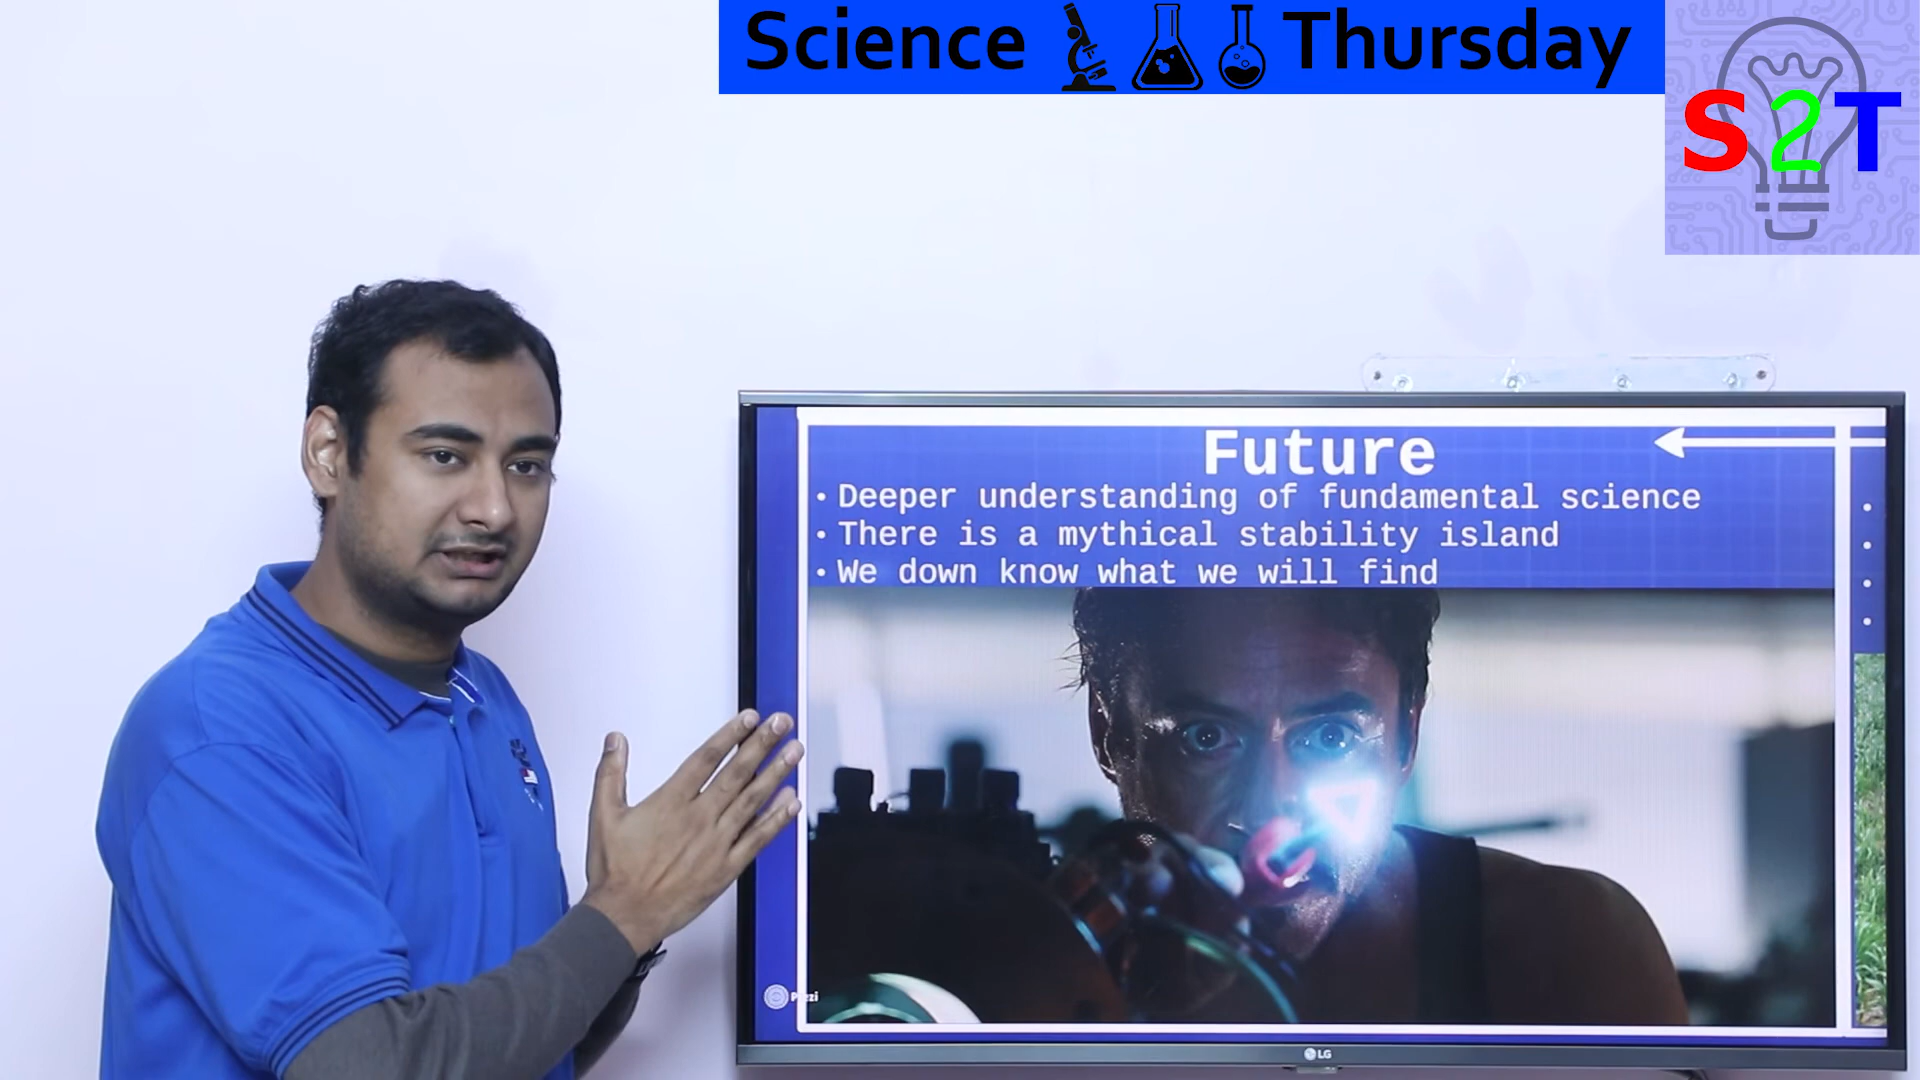 Science Thursday
S2T
Future
• Deeper understanding of fundamental science
• There is a mythical stability island
• We down know what we will find
Prezi
LG